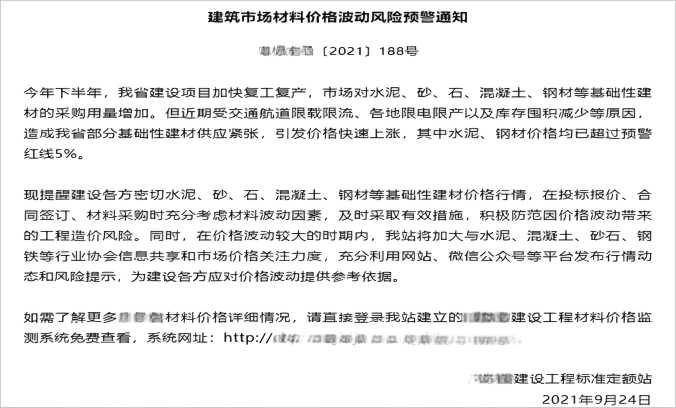 建筑市场材料价格波动风险预警通知
〔2021〕188号
今年下半年，我省建设项目加快复工复产，市场对水泥、砂、石、混凝土、钢材等基础性建
材的采购用量增加。但近期受交通航道限载限流、各地限电限产以及库存囤积减少等原因，
造成我省部分基础性建材供应紧张，引发价格快速上涨，其中水泥、钢材价格均已超过预警
红线5%。
现提醒建设各方密切水泥、砂、石、混凝土、钢材等基础性建材价格行情，在投标报价、合
同签订、材料采购时充分考虑材料波动因素，及时采取有效措施，积极防范因价格波动带来
的工程造价风险。同时，在价格波动较大的时期内，我站将加大与水泥、混凝土、砂石、钢
铁等行业协会信息共享和市场价格关注力度，充分利用网站、微信公众号等平台发布行情动
态和风险提示，为建设各方应对价格波动提供参考依据。
如需了解更多材料价格详细情况，请直接登录我站建立的建设工程材料价格监
测系统免费查看，系统网址：http://
建设工程标准定额站
2021年9月24日